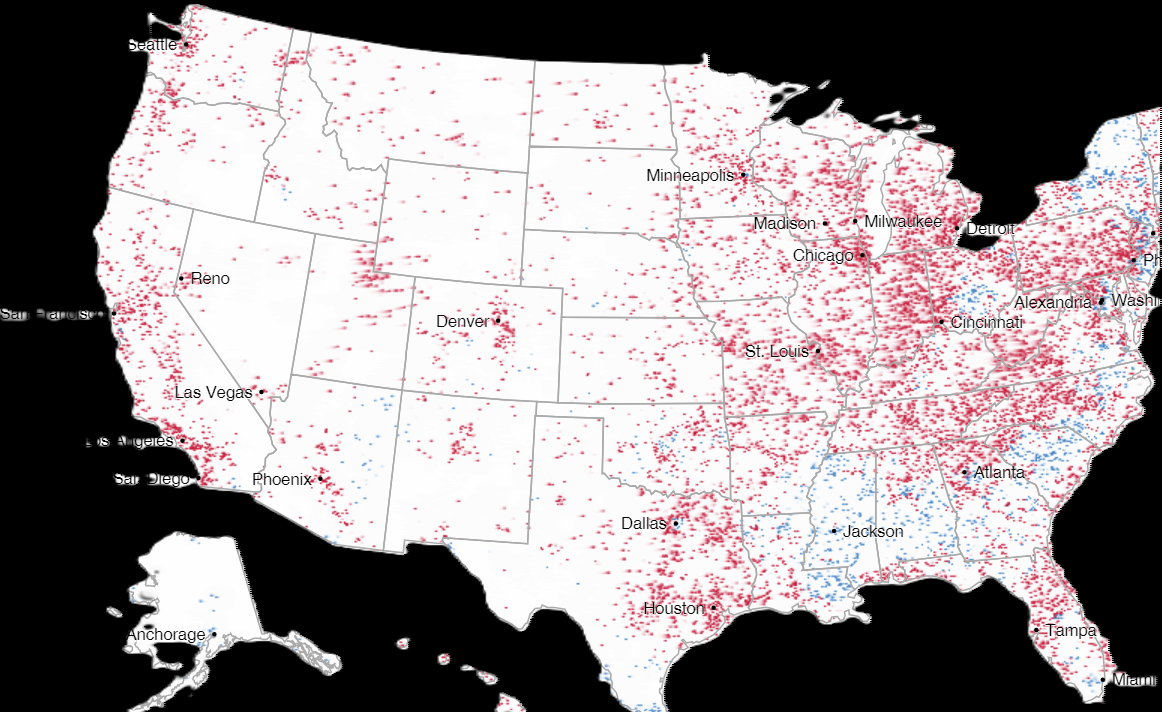 Seattle
Minneapolis
Madison
Milwaukee
Detroit
Chicago
Reno
San Francisco
Denver
Cincinnati
Alexandria
Washi
St. Louis
Las Vegas
Los Angeles
San Diego
Phoenix
Atlanta
Dallas
Jackson
Houston
Anchorage
Tampa
Miami